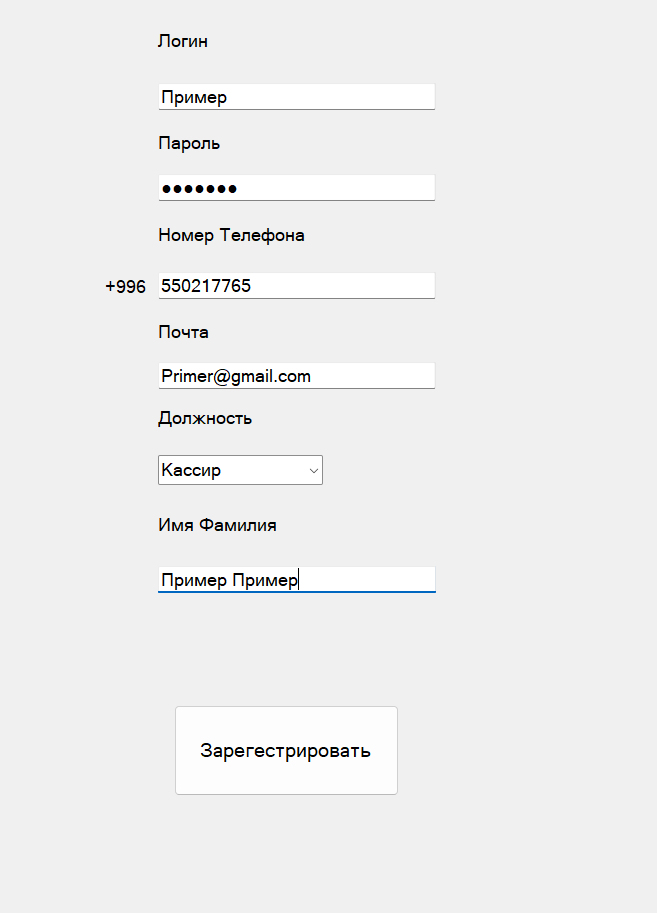 Логин
Пример
Пароль
●●●●●●●
Номер Телефона
+996 550217765
Почта
Primer@gmail.com
Должность
Кассир
Имя Фамилия
Пример Пример
Зарегестрировать